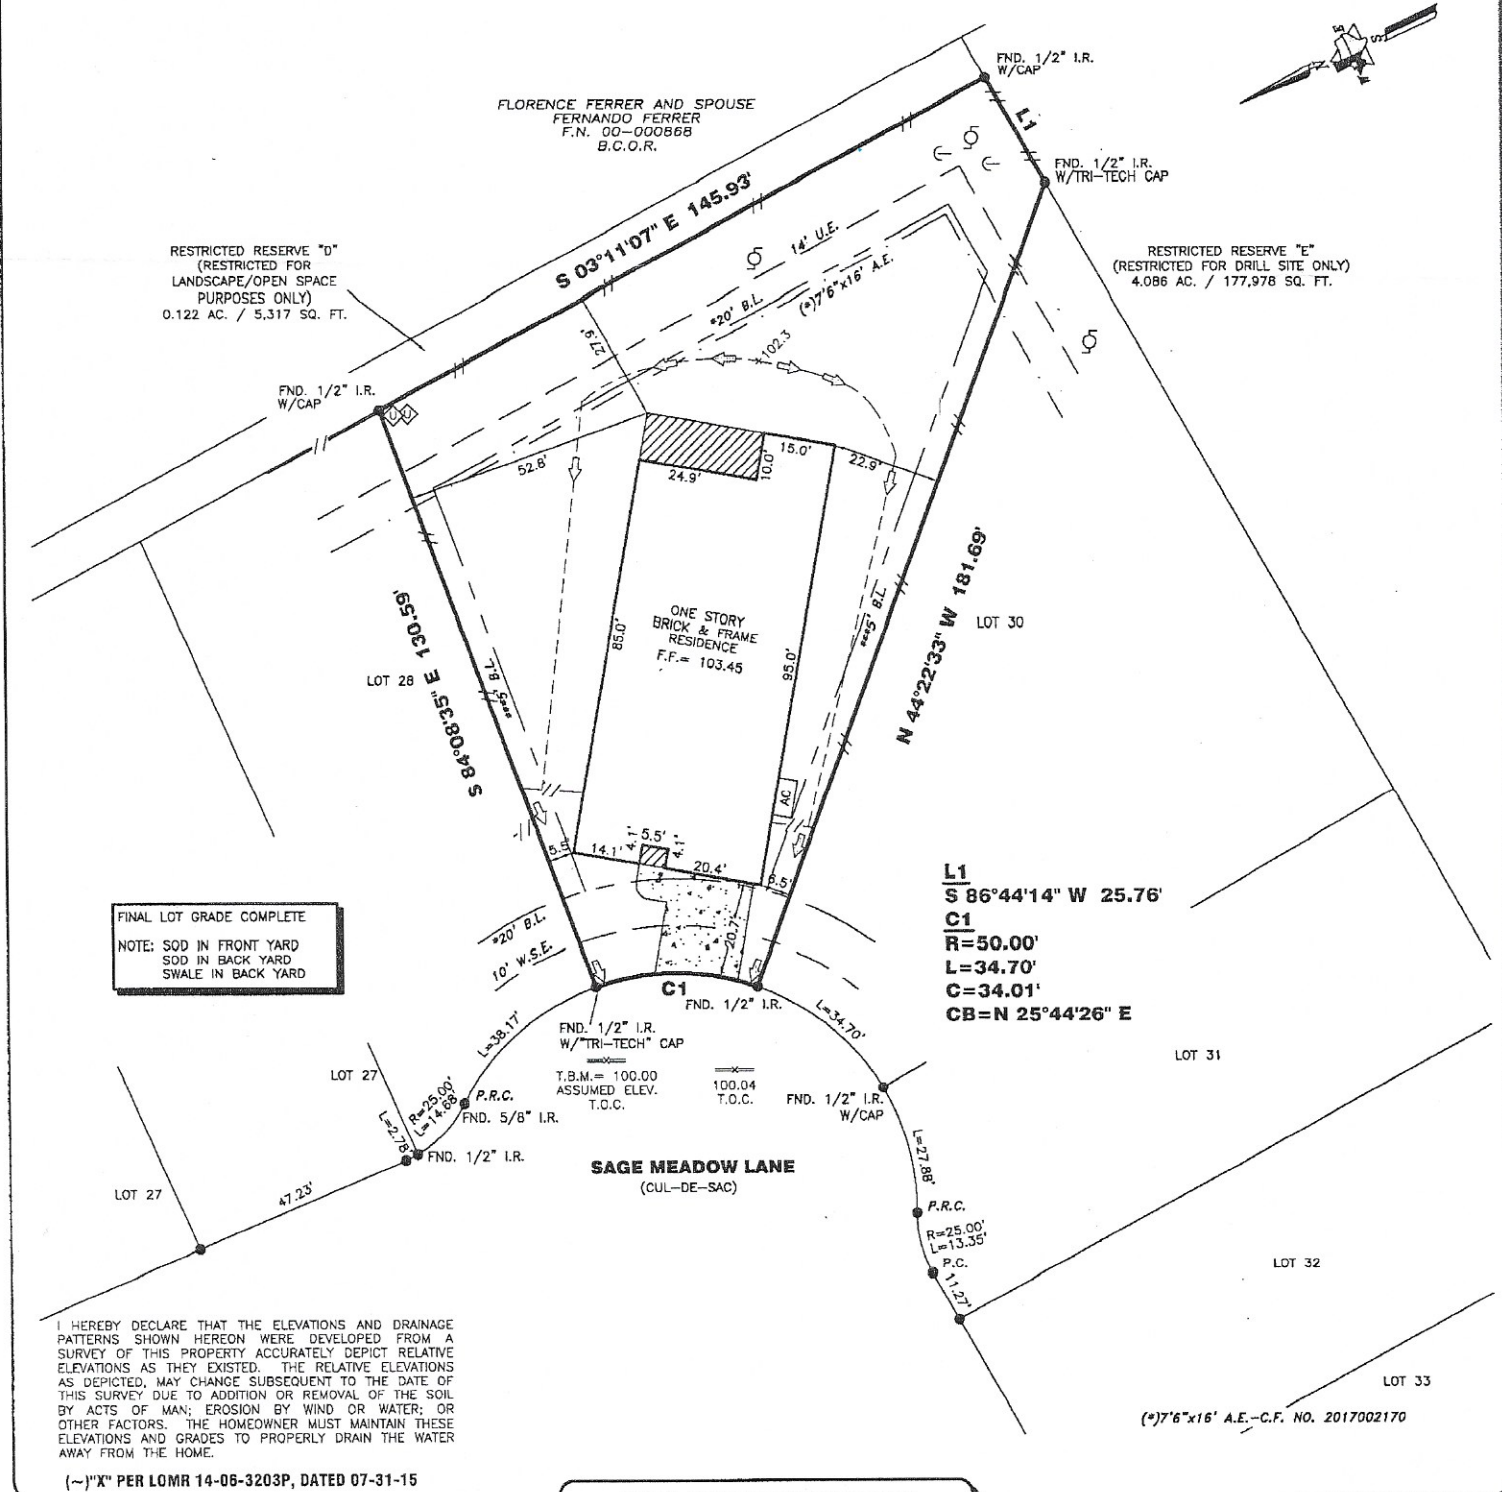 FND. 1/2" I.R.
W/CAP
E
S
L1
FLORENCE FERRER AND SPOUSE
FERNANDO FERRER
F.N. 00-000868
B.C.O.R.
FND. 1/2" I.R.
W/TRI-TECH CAP
S 03°11'07" E 145.93'
RESTRICTED RESERVE "D"
(RESTRICTED FOR
LANDSCAPE/OPEN SPACE
PURPOSES ONLY)
0.122 AC. / 5,317 SQ. FT.
RESTRICTED RESERVE "E"
(RESTRICTED FOR DRILL SITE ONLY)
4.086 AC. / 177,978 SQ. FT.
14' U.E.
*20' B.L.
(*)7'6"x16' A.E.
27.9'
102.3
FND. 1/2" I.R.
W/CAP
U U
52.8'
24.9'
10.0'
15.0'
22.9'
S 84°08'35" E 130.59'
N 44°22'33" W 181.69'
LOT 30
LOT 28
***5' B.L.
***5' B.L.
85.0'
ONE STORY
BRICK & FRAME
RESIDENCE
F.F.= 103.45
95.0'
AC
5.5'
14.1'
4.1'
5.5'
4.1'
20.4'
6.5'
20.7'
*20' B.L.
10' W.S.E.
FINAL LOT GRADE COMPLETE
NOTE: SOD IN FRONT YARD
SOD IN BACK YARD
SWALE IN BACK YARD
L1
S 86°44'14" W 25.76'
C1
R=50.00'
L=34.70'
C=34.01'
CB=N 25°44'26" E
C1
FND. 1/2" I.R.
FND. 1/2" I.R.
W/"TRI-TECH" CAP
T.B.M.= 100.00
ASSUMED ELEV.
T.O.C.
100.04
T.O.C.
L=38.17'
L=34.70'
FND. 1/2" I.R.
W/CAP
LOT 31
LOT 27
R=25.00'
L=14.68'
L=2.78'
P.R.C.
FND. 5/8" I.R.
FND. 1/2" I.R.
L=27.88'
SAGE MEADOW LANE
(CUL-DE-SAC)
LOT 27
47.23'
P.R.C.
R=25.00'
L=13.35'
P.C.
11.27'
LOT 32
LOT 33
(*)7'6"x16' A.E.-C.F. NO. 2017002170
I HEREBY DECLARE THAT THE ELEVATIONS AND DRAINAGE
PATTERNS SHOWN HEREON WERE DEVELOPED FROM A
SURVEY OF THIS PROPERTY ACCURATELY DEPICT RELATIVE
ELEVATIONS AS THEY EXISTED. THE RELATIVE ELEVATIONS
AS DEPICTED, MAY CHANGE SUBSEQUENT TO THE DATE OF
THIS SURVEY DUE TO ADDITION OR REMOVAL OF THE SOIL
BY ACTS OF MAN; EROSION BY WIND OR WATER; OR
OTHER FACTORS. THE HOMEOWNER MUST MAINTAIN THESE
ELEVATIONS AND GRADES TO PROPERLY DRAIN THE WATER
AWAY FROM THE HOME.
(~)"X" PER LOMR 14-06-3203P, DATED 07-31-15